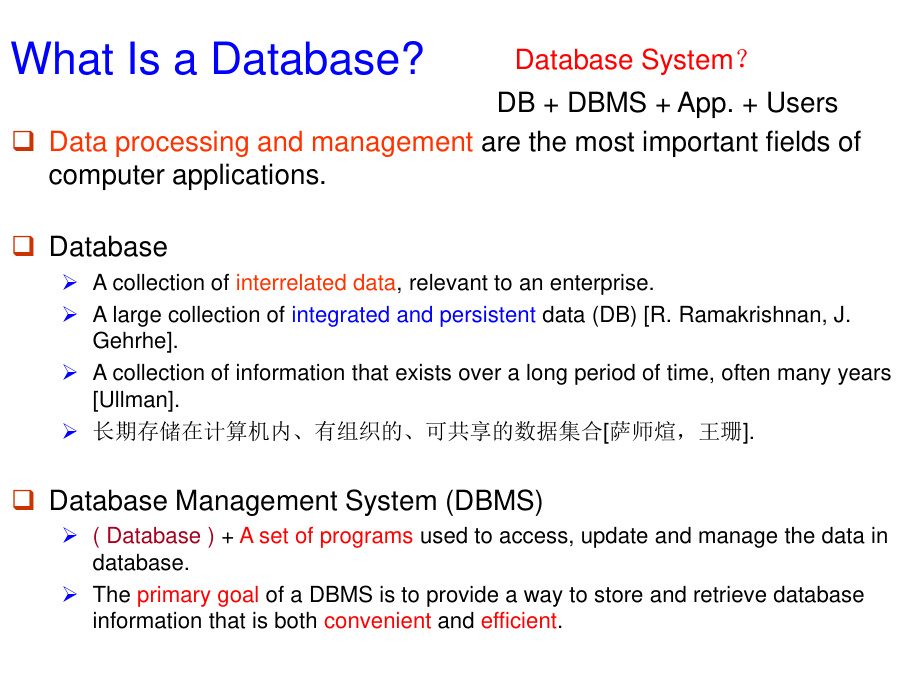 What Is a Database?
Database System？
DB + DBMS + App. + Users
Data processing and management are the most important fields of
computer applications.
Database
A collection of interrelated data, relevant to an enterprise.
A large collection of integrated and persistent data (DB) [R. Ramakrishnan, J.
Gehrhe].
A collection of information that exists over a long period of time, often many years
[Ullman].
长期存储在计算机内、有组织的、可共享的数据集合[萨师煊，王珊].
Database Management System (DBMS)
( Database ) + A set of programs used to access, update and manage the data in
database.
The primary goal of a DBMS is to provide a way to store and retrieve database
information that is both convenient and efficient.